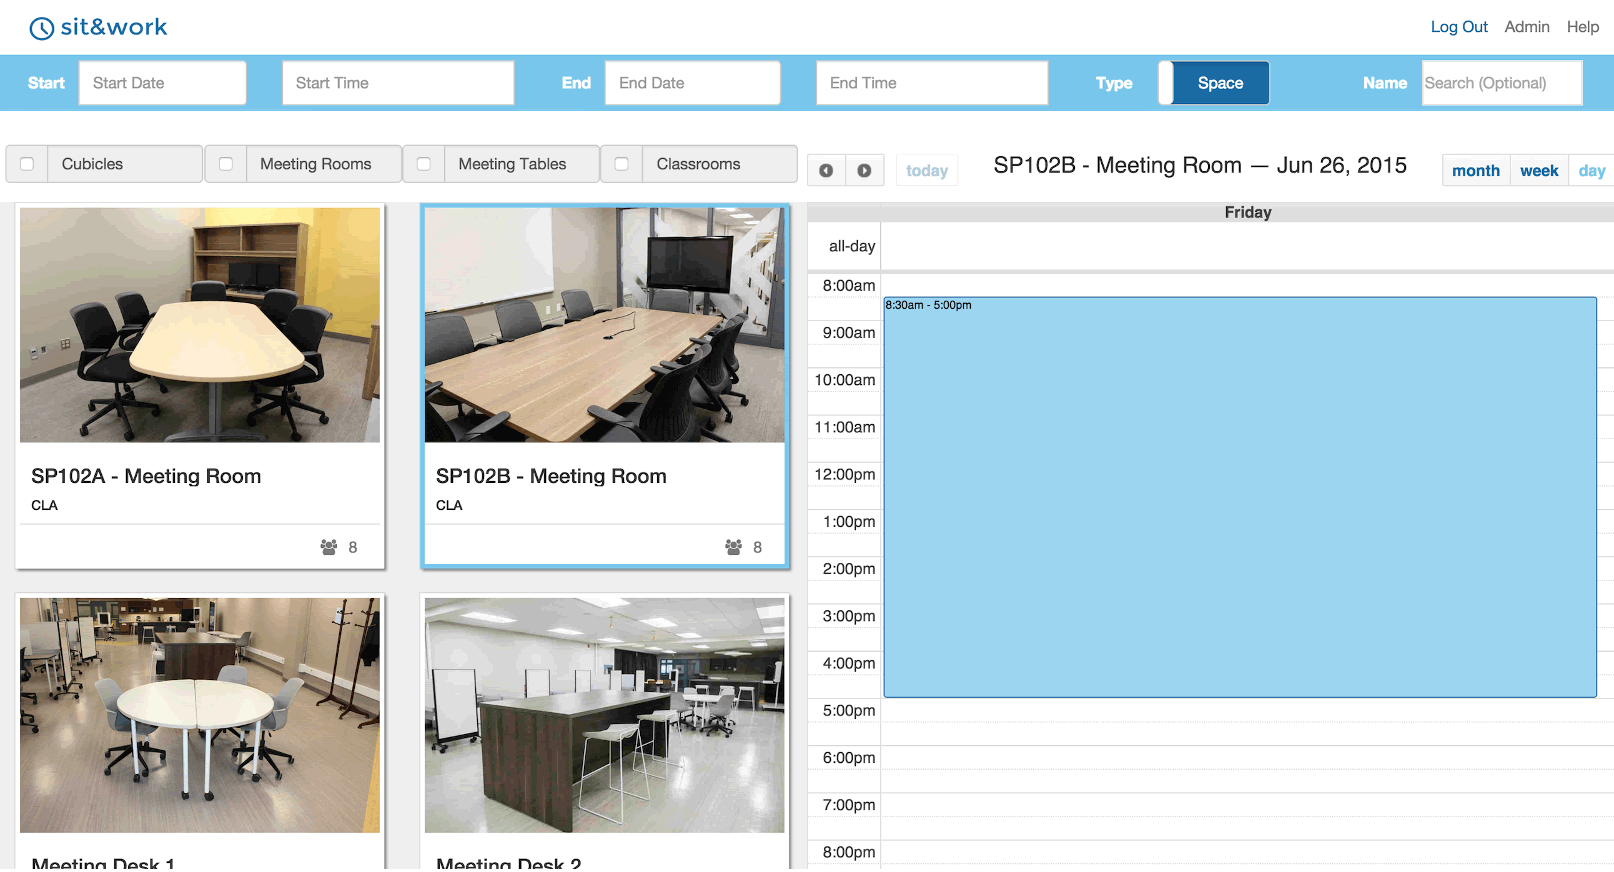 sit&work
Log Out Admin Help
Start Start Date Start Time End End Date End Time Type Space Name Search (Optional)
Cubicles Meeting Rooms Meeting Tables Classrooms
today SP102B - Meeting Room — Jun 26, 2015 month week day
Friday
all-day
8:00am
8:30am - 5:00pm
9:00am
10:00am
11:00am
12:00pm
1:00pm
2:00pm
3:00pm
4:00pm
5:00pm
6:00pm
7:00pm
8:00pm
SP102A - Meeting Room
CLA
8
SP102B - Meeting Room
CLA
8
Meeting Desk 1
Meeting Desk 2